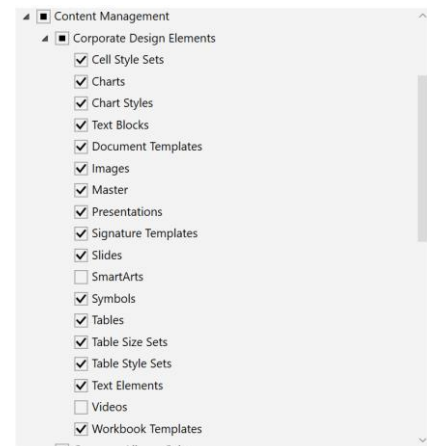 Content Management
Corporate Design Elements
Cell Style Sets
Charts
Chart Styles
Text Blocks
Document Templates
Images
Master
Presentations
Signature Templates
Slides
SmartArts
Symbols
Tables
Table Size Sets
Table Style Sets
Text Elements
Videos
Workbook Templates